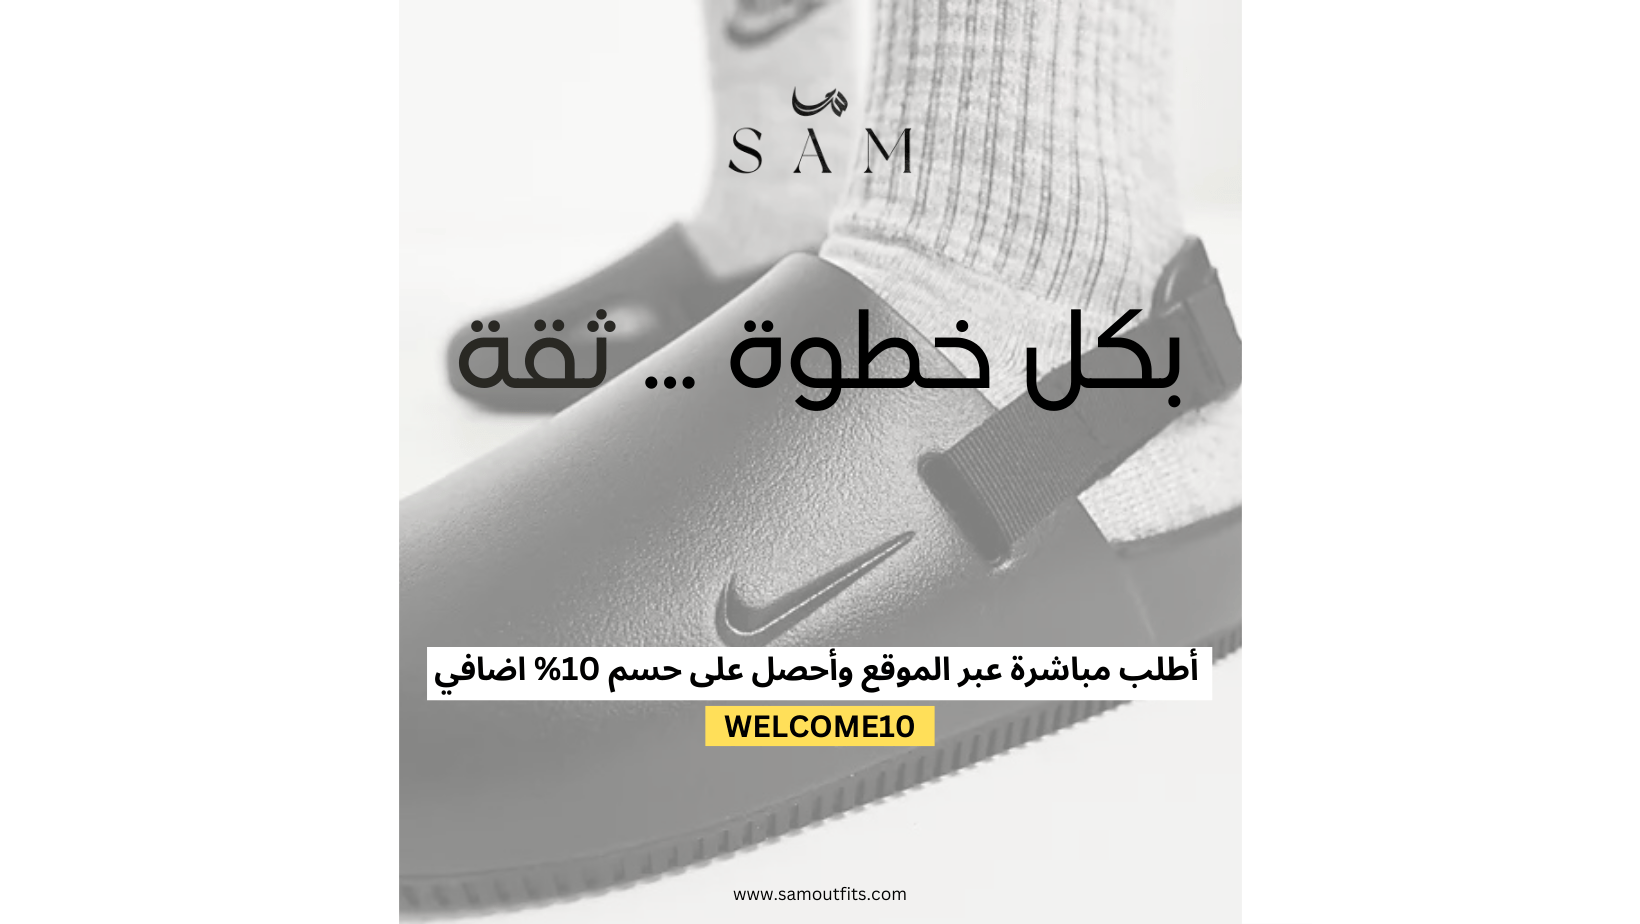 SAM
بكل خطوة ... ثقة
أطلب مباشرة عبر الموقع وأحصل على حسم 10% اضافي
WELCOME10
www.samoutfits.com